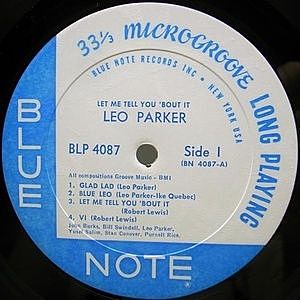 33 1/3 MICROGROOVE LONG PLAYING
BLUE NOTE RECORDS INC • NEW YORK USA
LET ME TELL YOU 'BOUT IT
LEO PARKER
BLP 4087
Side 1
(BN 4087-A)
All compositions Groove Music - BMI
1. GLAD LAD (Leo Parker)
2. BLUE LEO (Leo Parker-Ike Quebec)
3. LET ME TELL YOU 'BOUT IT
(Robert Lewis)
4. VI (Robert Lewis)
John Burks, Bill Swindell, Leo Parker,
Yusef Salim, Stan Conover, Purnell Rice.
BLUE
NOTE